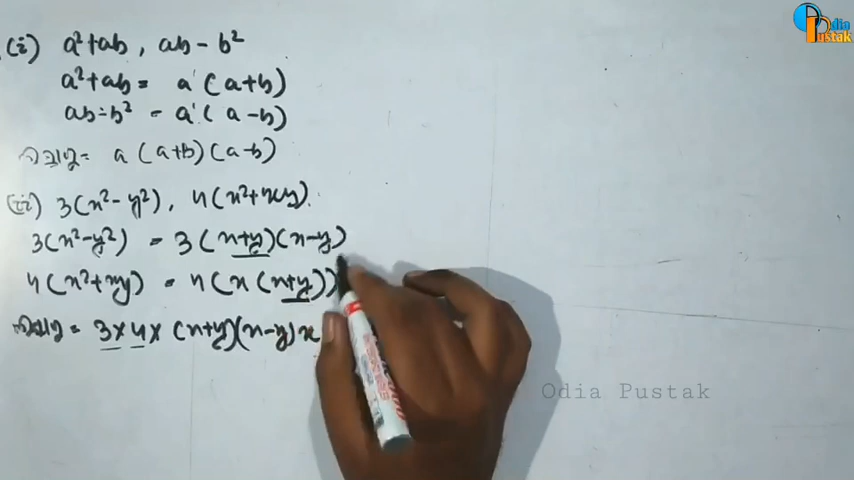 (i) a²+ab, ab-b²
a²+ab = a(a+b)
ab-b² = a(a-b)
ଲ.ସା.ଗୁ = a(a+b)(a-b)
(ii) 3(x²-y²), 4(x²+xy).
3(x²-y²) = 3(x+y)(x-y)
4(x²+xy) = 4(x(x+y))
ଲ.ସା.ଗୁ = 3×4×(x+y)(x-y)x
Odia Pustak
Odia Pustak